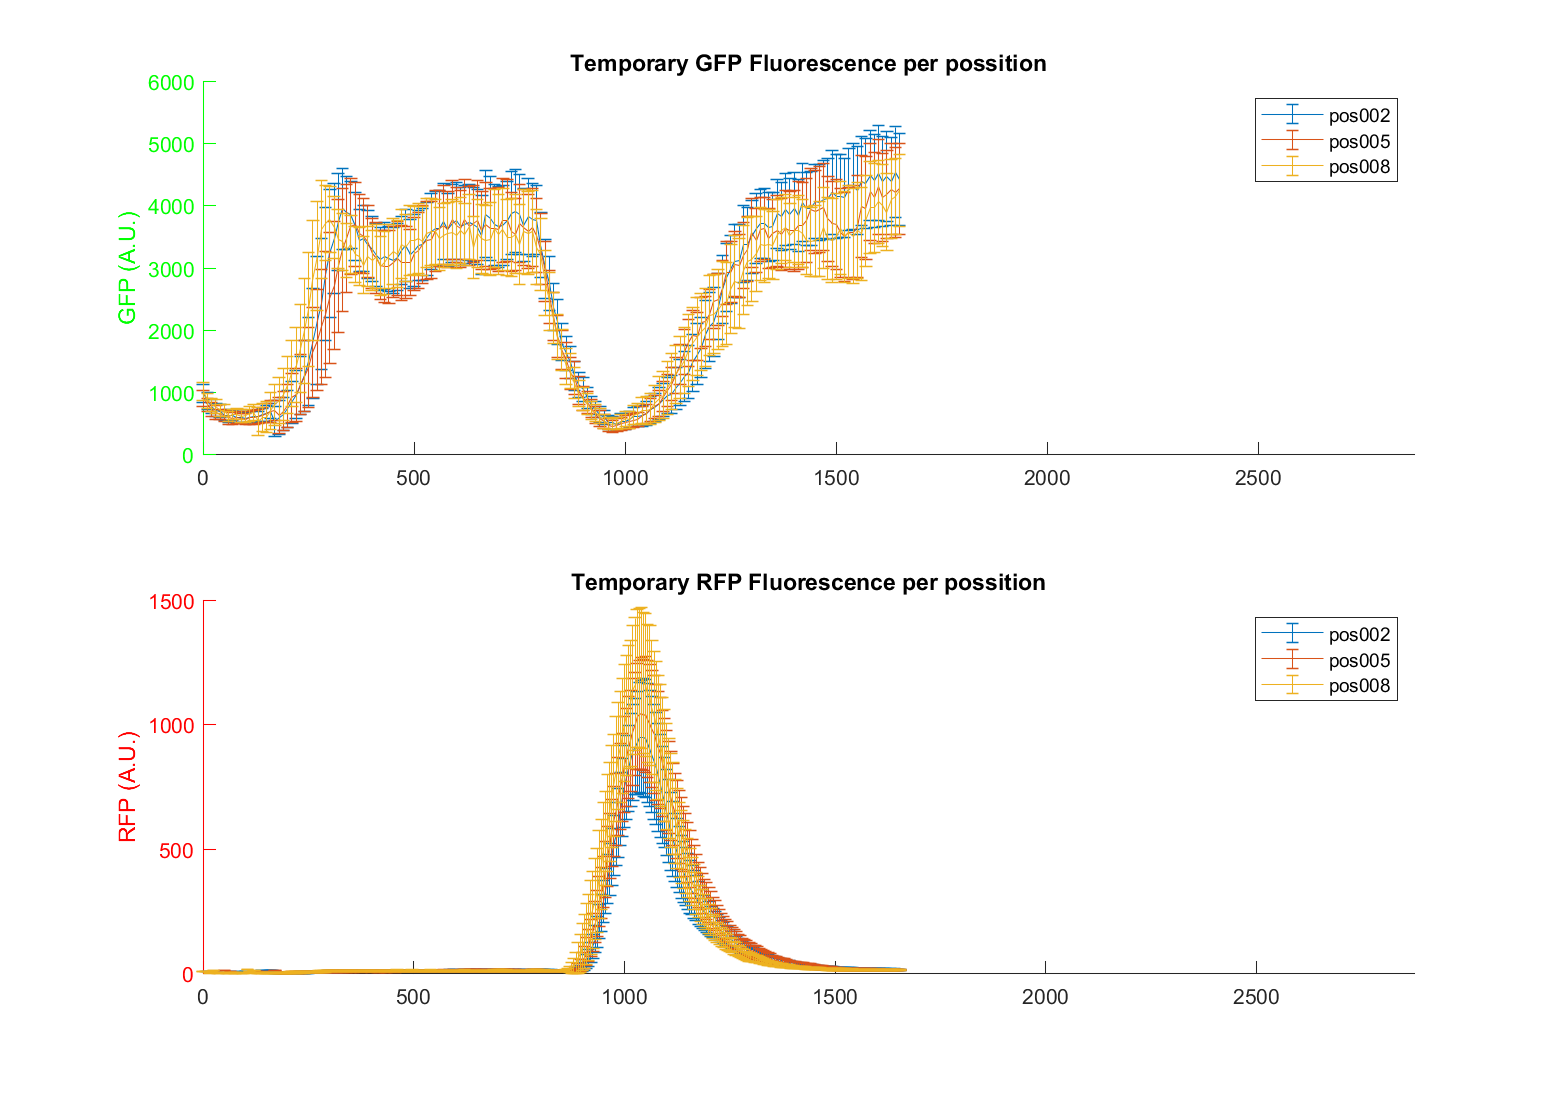 Temporary GFP Fluorescence per possition
6000
5000
4000
3000
2000
1000
0
GFP (A.U.)
pos002
pos005
pos008
0 500 1000 1500 2000 2500
Temporary RFP Fluorescence per possition
1500
1000
500
0
RFP (A.U.)
pos002
pos005
pos008
0 500 1000 1500 2000 2500